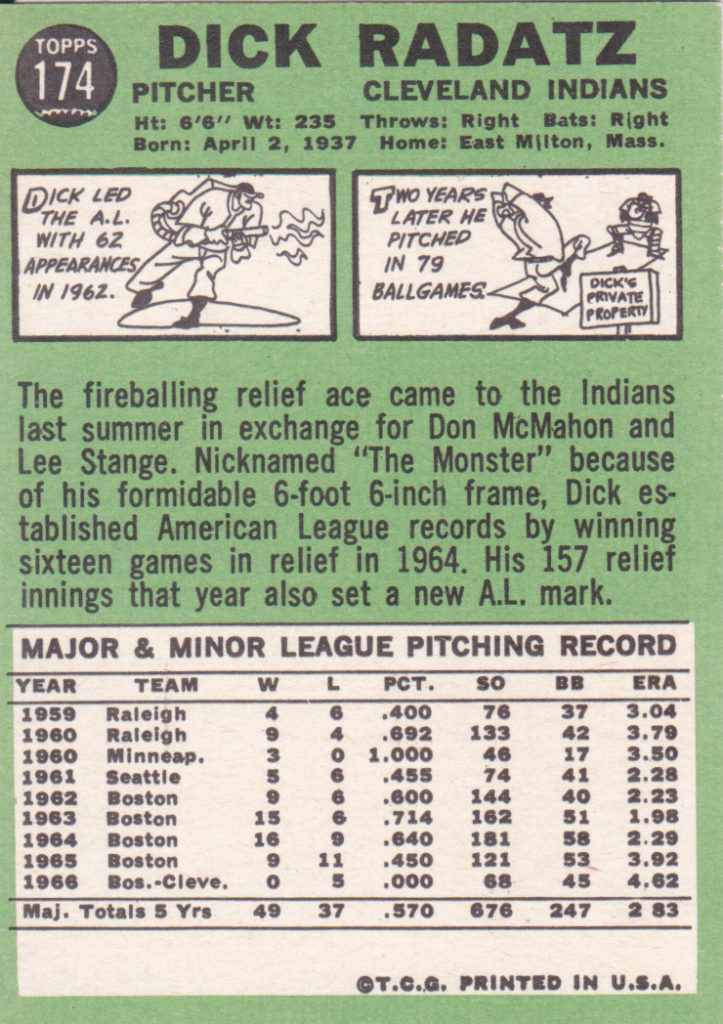 TOPPS
174
DICK RADATZ
PITCHER CLEVELAND INDIANS
Ht: 6'6" Wt: 235 Throws: Right Bats: Right
Born: April 2, 1937 Home: East Milton, Mass.
DICK LED
THE A.L.
WITH 62
APPEARANCES
IN 1962.
TWO YEARS
LATER HE
PITCHED
IN 79
BALLGAMES.
DICK'S
PRIVATE
PROPERTY
The fireballing relief ace came to the Indians
last summer in exchange for Don McMahon and
Lee Stange. Nicknamed "The Monster" because
of his formidable 6-foot 6-inch frame, Dick es-
tablished American League records by winning
sixteen games in relief in 1964. His 157 relief
innings that year also set a new A.L. mark.
MAJOR & MINOR LEAGUE PITCHING RECORD
YEAR TEAM W L PCT. SO BB ERA
1959 Raleigh 4 6 .400 76 37 3.04
1960 Raleigh 9 4 .692 133 42 3.79
1960 Minneap. 3 0 1.000 46 17 3.50
1961 Seattle 5 6 .455 74 41 2.28
1962 Boston 9 6 .600 144 40 2.23
1963 Boston 15 6 .714 162 51 1.98
1964 Boston 16 9 .640 181 58 2.29
1965 Boston 9 11 .450 121 53 3.92
1966 Bos.-Cleve. 0 5 .000 68 45 4.62
Maj. Totals 5 Yrs 49 37 .570 676 247 2 83
©T.C.G. PRINTED IN U.S.A.